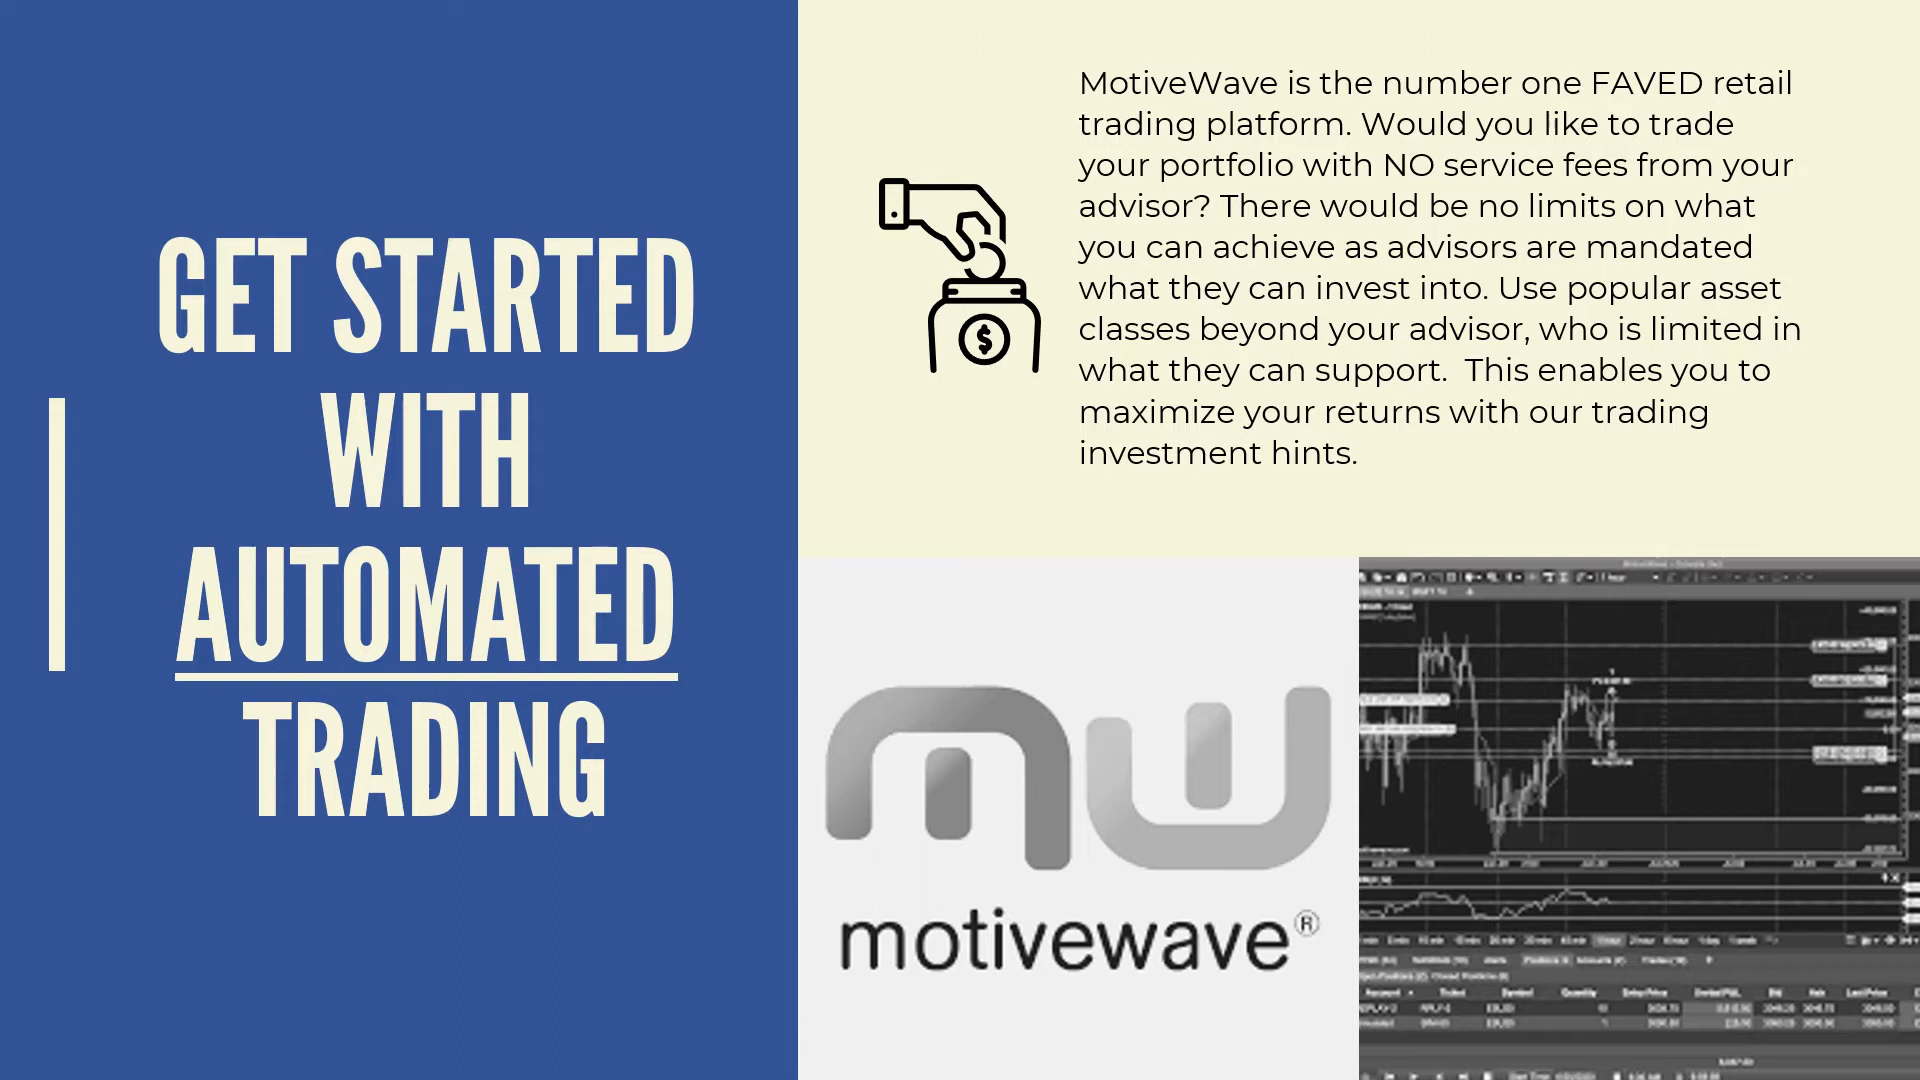 GET STARTED
WITH
AUTOMATED
TRADING
MotiveWave is the number one FAVED retail
trading platform. Would you like to trade
your portfolio with NO service fees from your
advisor? There would be no limits on what
you can achieve as advisors are mandated
what they can invest into. Use popular asset
classes beyond your advisor, who is limited in
what they can support.  This enables you to
maximize your returns with our trading
investment hints.
$
motivewave®